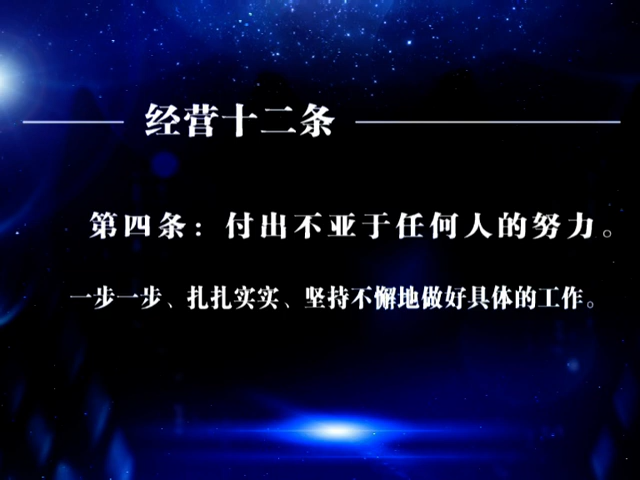 经营十二条
第四条：付出不亚于任何人的努力。
一步一步、扎扎实实、坚持不懈地做好具体的工作。